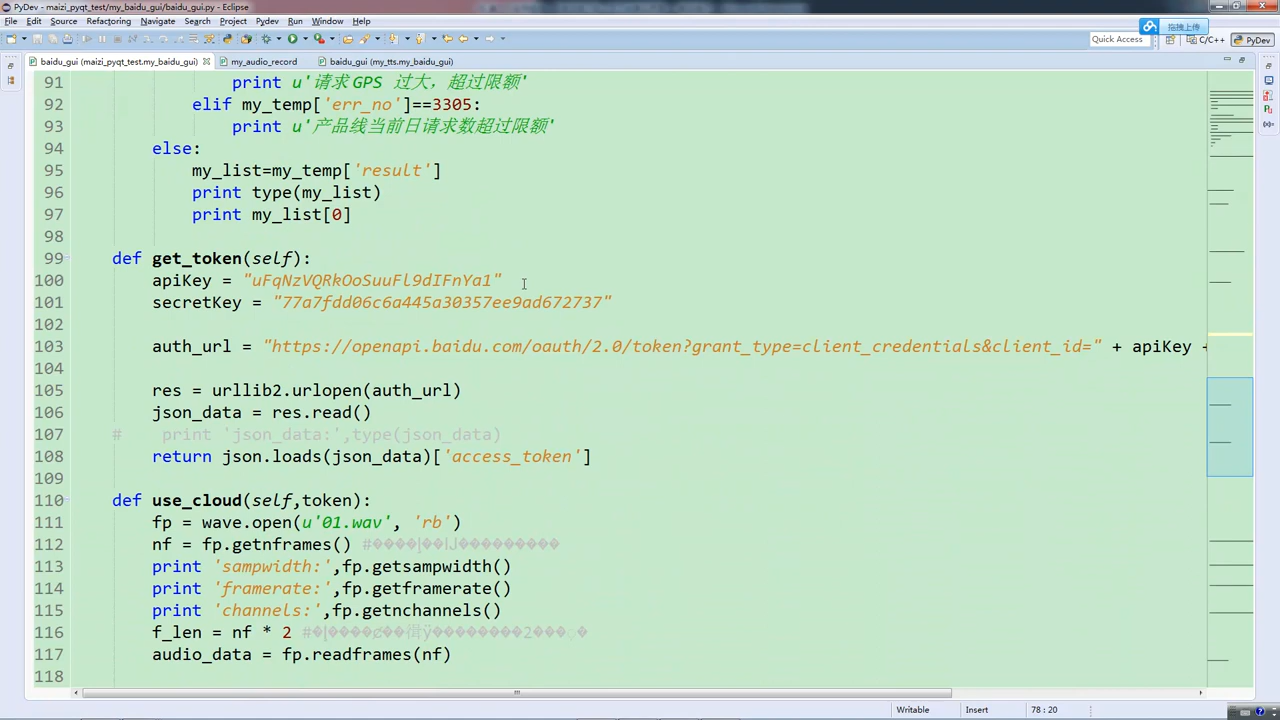 PyDev - maizi_pyqt_test/my_baidu_gui/baidu_gui.py - Eclipse
File Edit Source Refactoring Navigate Search Project Pydev Run Window Help
拖拽上传
Quick Access C/C++ PyDev
baidu_gui (maizi_pyqt_test.my_baidu_gui) my_audio_record baidu_gui (my_tts.my_baidu_gui)
91 print u'请求 GPS 过大，超过限额'
92 elif my_temp['err_no']==3305:
93 print u'产品线当前日请求数超过限额'
94 else:
95 my_list=my_temp['result']
96 print type(my_list)
97 print my_list[0]
98
99 def get_token(self):
100 apiKey = "uFqNzVQRkOoSuuFl9dIFnYa1"
101 secretKey = "77a7fdd06c6a445a30357ee9ad672737"
102
103 auth_url = "https://openapi.baidu.com/oauth/2.0/token?grant_type=client_credentials&client_id=" + apiKey +
104
105 res = urllib2.urlopen(auth_url)
106 json_data = res.read()
107 # print 'json_data:',type(json_data)
108 return json.loads(json_data)['access_token']
109
110 def use_cloud(self,token):
111 fp = wave.open(u'01.wav', 'rb')
112 nf = fp.getnframes() #
113 print 'sampwidth:',fp.getsampwidth()
114 print 'framerate:',fp.getframerate()
115 print 'channels:',fp.getnchannels()
116 f_len = nf * 2 #
117 audio_data = fp.readframes(nf)
118
Writable Insert 78 : 20